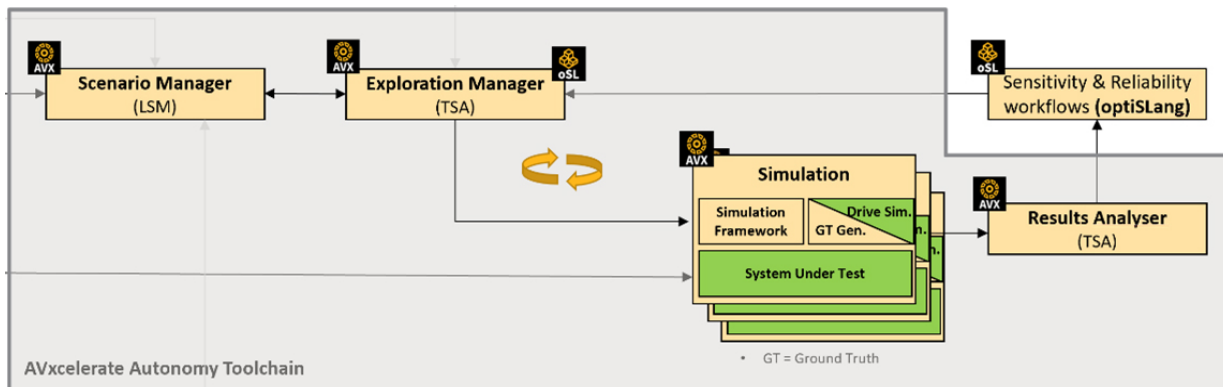 AVX
Scenario Manager
(LSM)
AVX
oSL
Exploration Manager
(TSA)
oSL
Sensitivity & Reliability
workflows (optiSLang)
AVX
Simulation
Simulation
Framework
Drive Sim.
GT Gen.
System Under Test
m.
n.
AVX
Results Analyser
(TSA)
• GT = Ground Truth
AVxcelerate Autonomy Toolchain